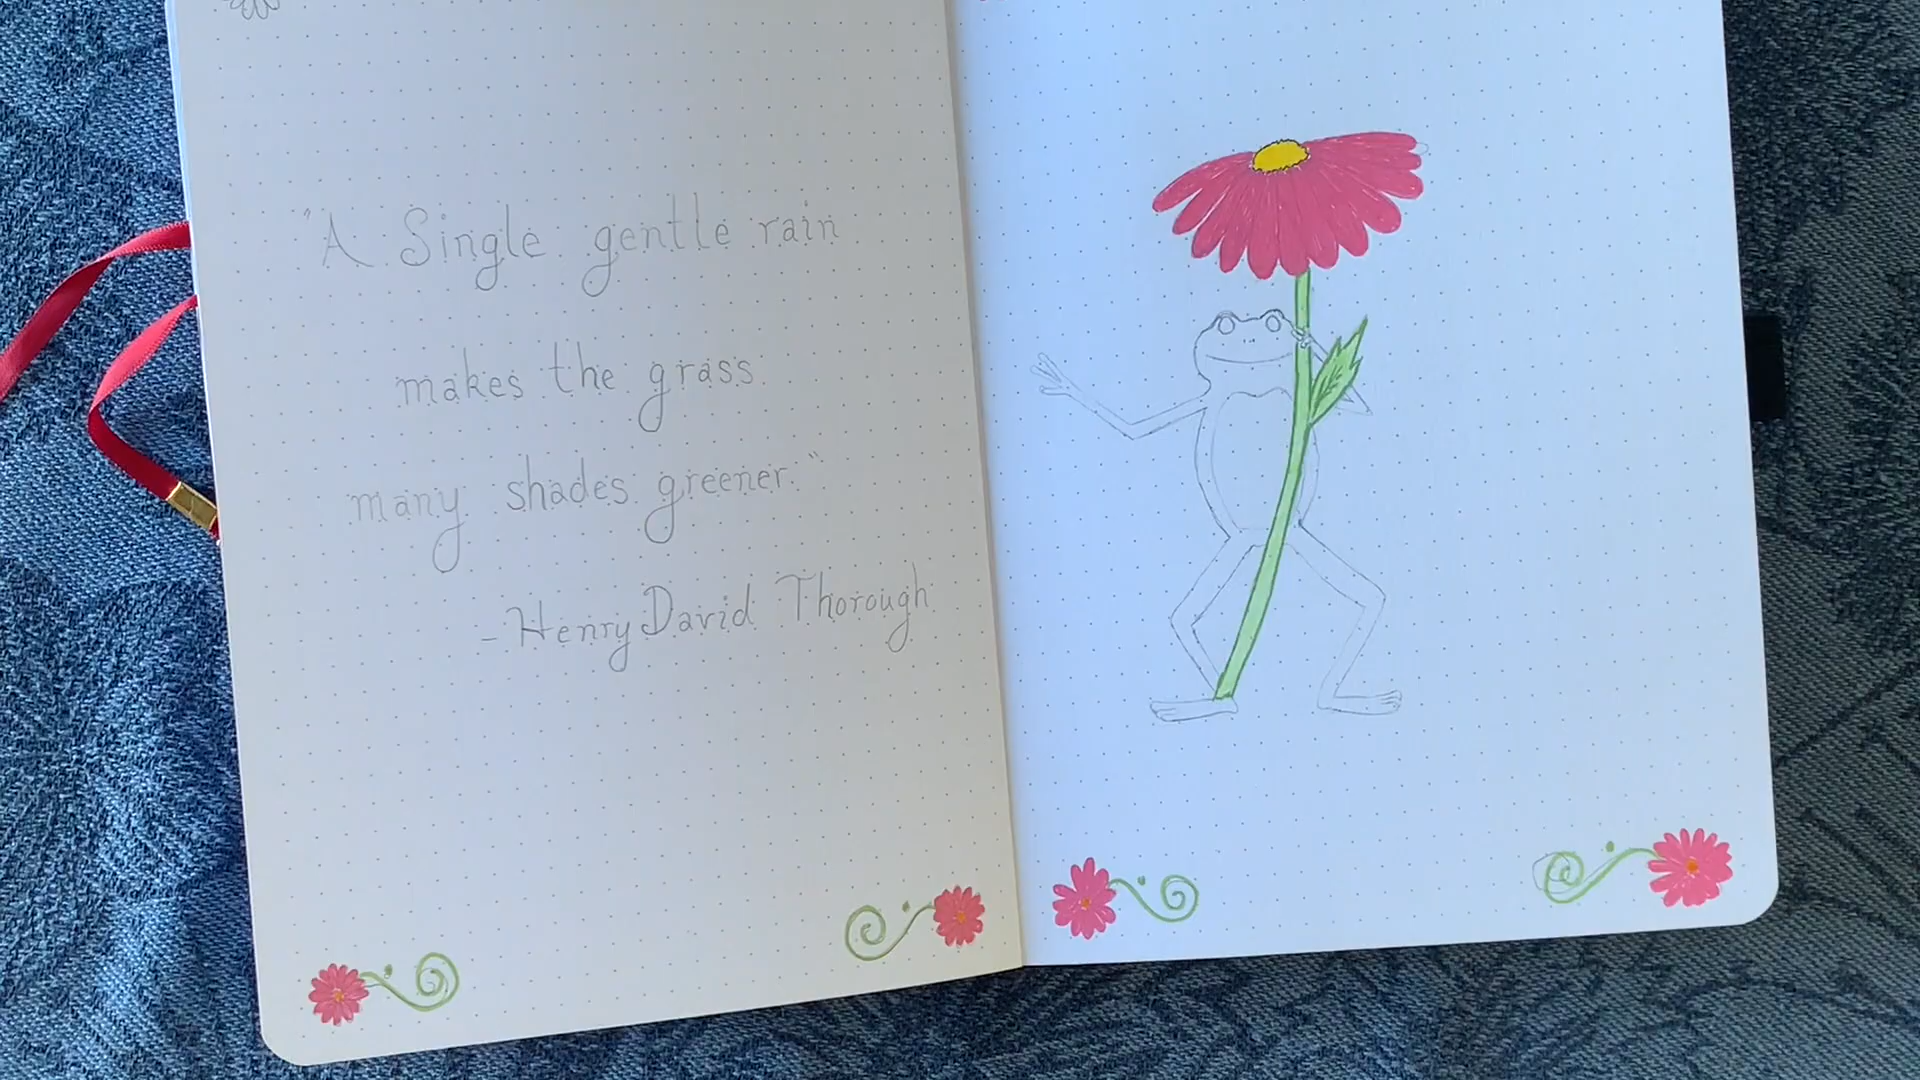 "A Single gentle rain
makes the grass
many shades greener."
- Henry David Thorough